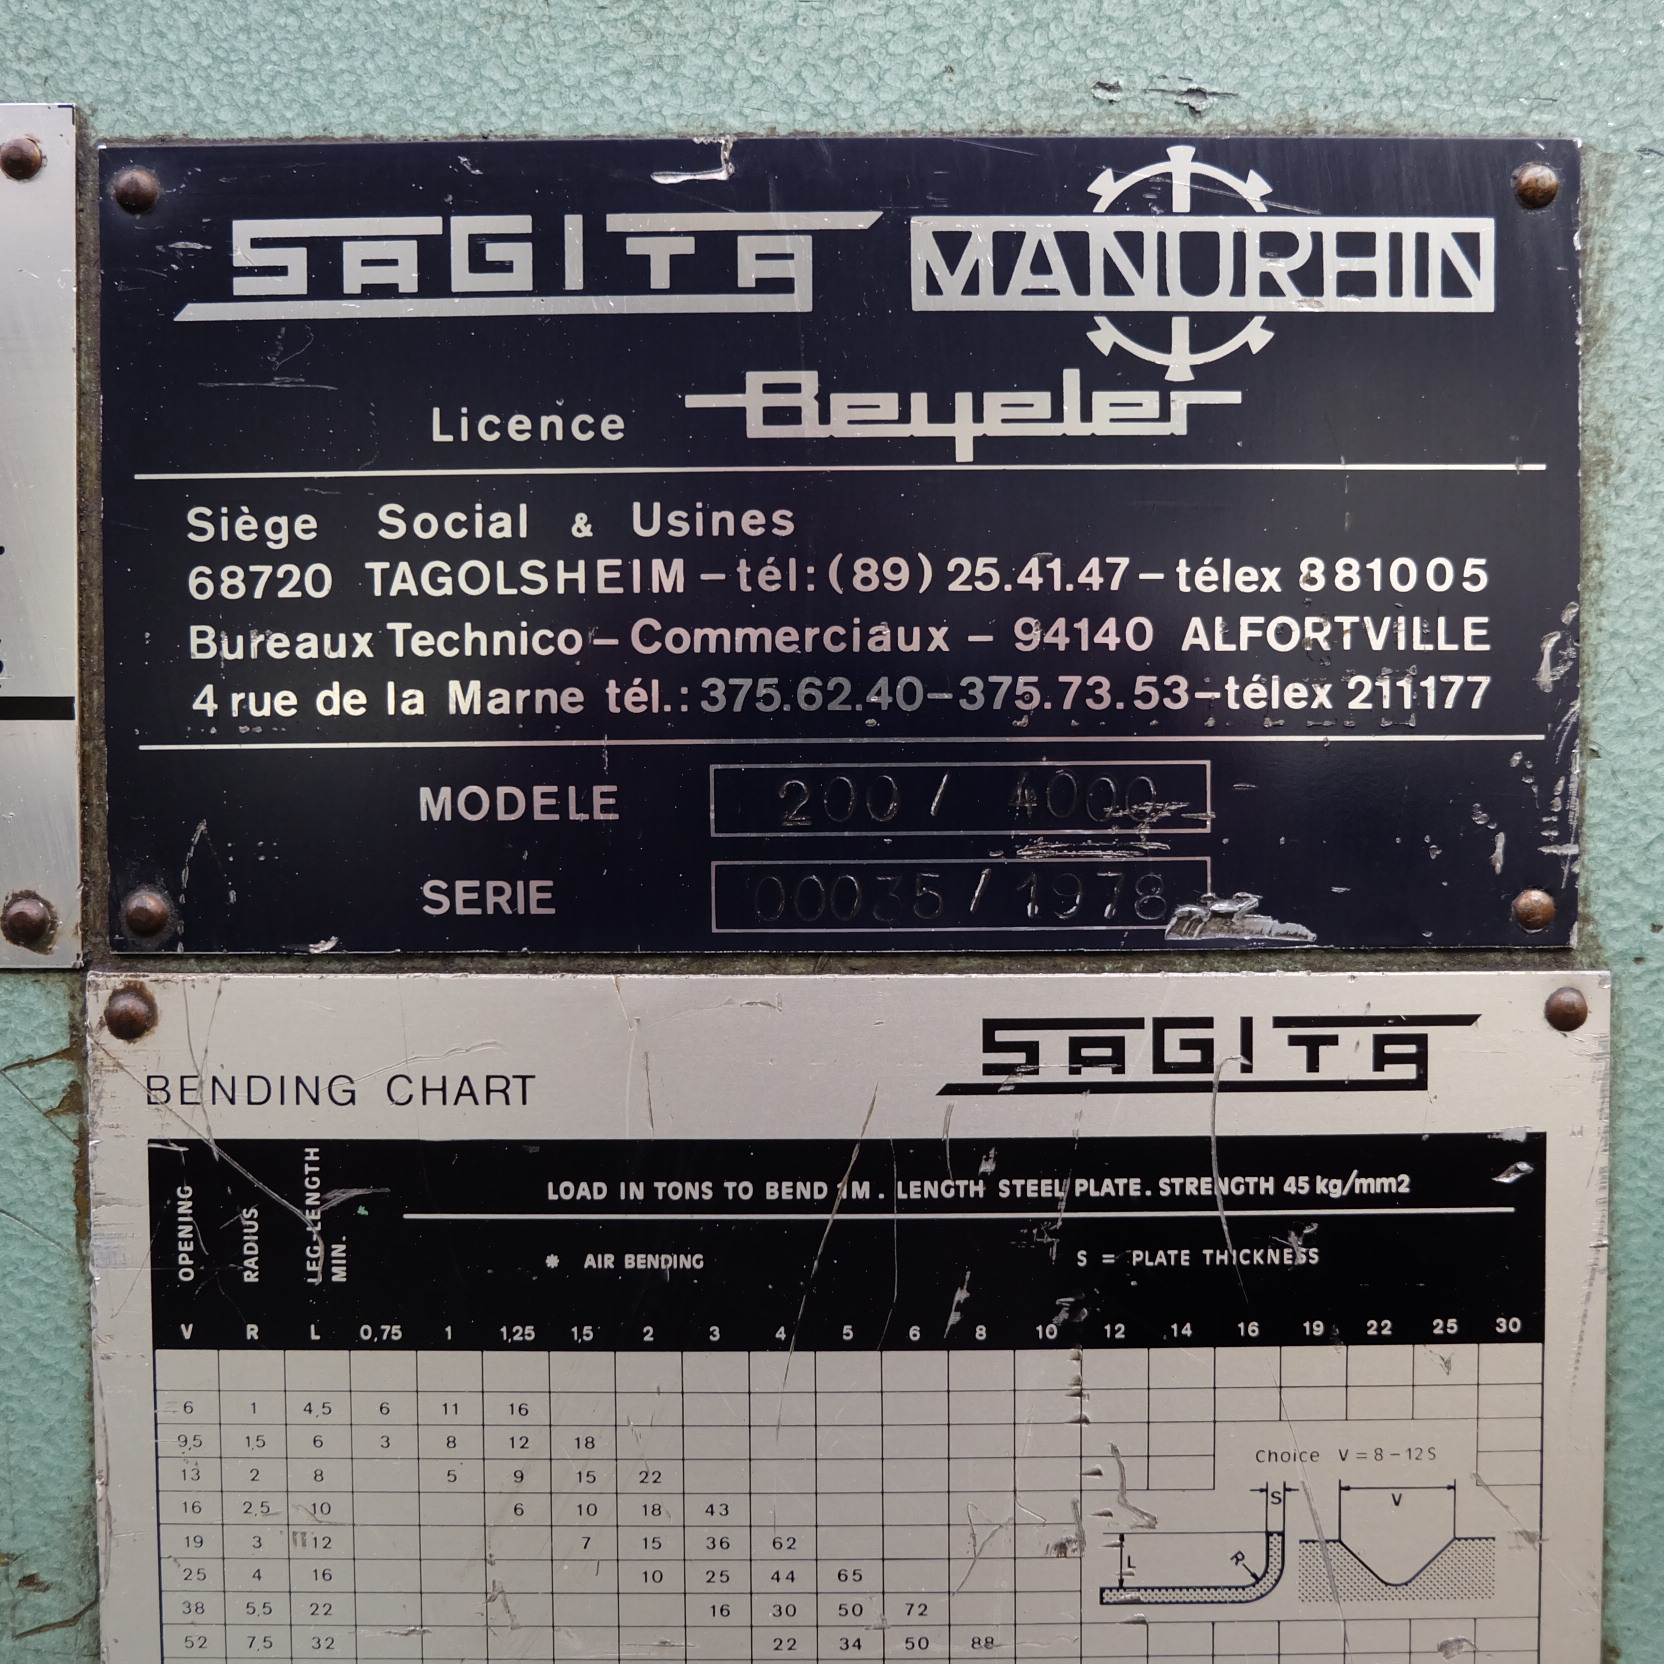 SAGITA MANURHIN
Licence Beyeler
Siège Social & Usines
68720 TAGOLSHEIM – tél: (89) 25.41.47 – télex 881005
Bureaux Technico – Commerciaux – 94140 ALFORTVILLE
4 rue de la Marne tél.: 375.62.40 – 375.73.53 – télex 211177
MODELE 200 / 4000
SERIE 00035 / 1978
SAGITA
BENDING CHART
OPENING
RADIUS
LEG-LENGTH
MIN.
LOAD IN TONS TO BEND 1M. LENGTH STEEL PLATE. STRENGTH 45 kg/mm2
* AIR BENDING S = PLATE THICKNESS
V R L 0,75 1 1,25 1,5 2 3 4 5 6 8 10 12 14 16 19 22 25 30
6 1 4,5 6 11 16
9,5 1,5 6 3 8 12 18
13 2 8 5 9 15 22
16 2,5 10 6 10 18 43
19 3 12 7 15 36 62
25 4 16 10 25 44 65
38 5,5 22 16 30 50 72
52 7,5 32 22 34 50 88
Choice V = 8 – 12 S
S
V
L
R